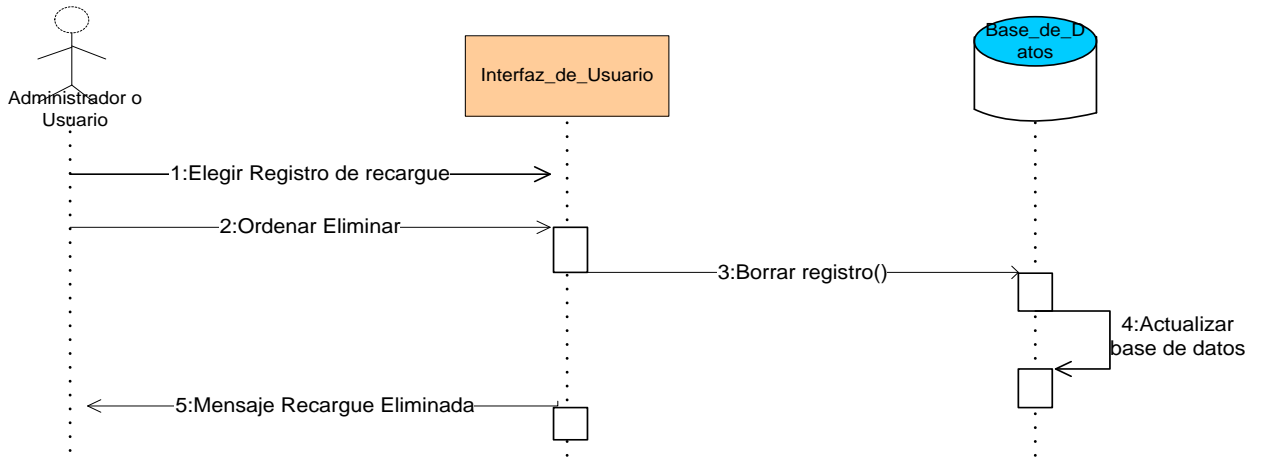 Administrador o
Usuario
Interfaz_de_Usuario
Base_de_D
atos
1:Elegir Registro de recargue
2:Ordenar Eliminar
3:Borrar registro()
4:Actualizar
base de datos
5:Mensaje Recargue Eliminada